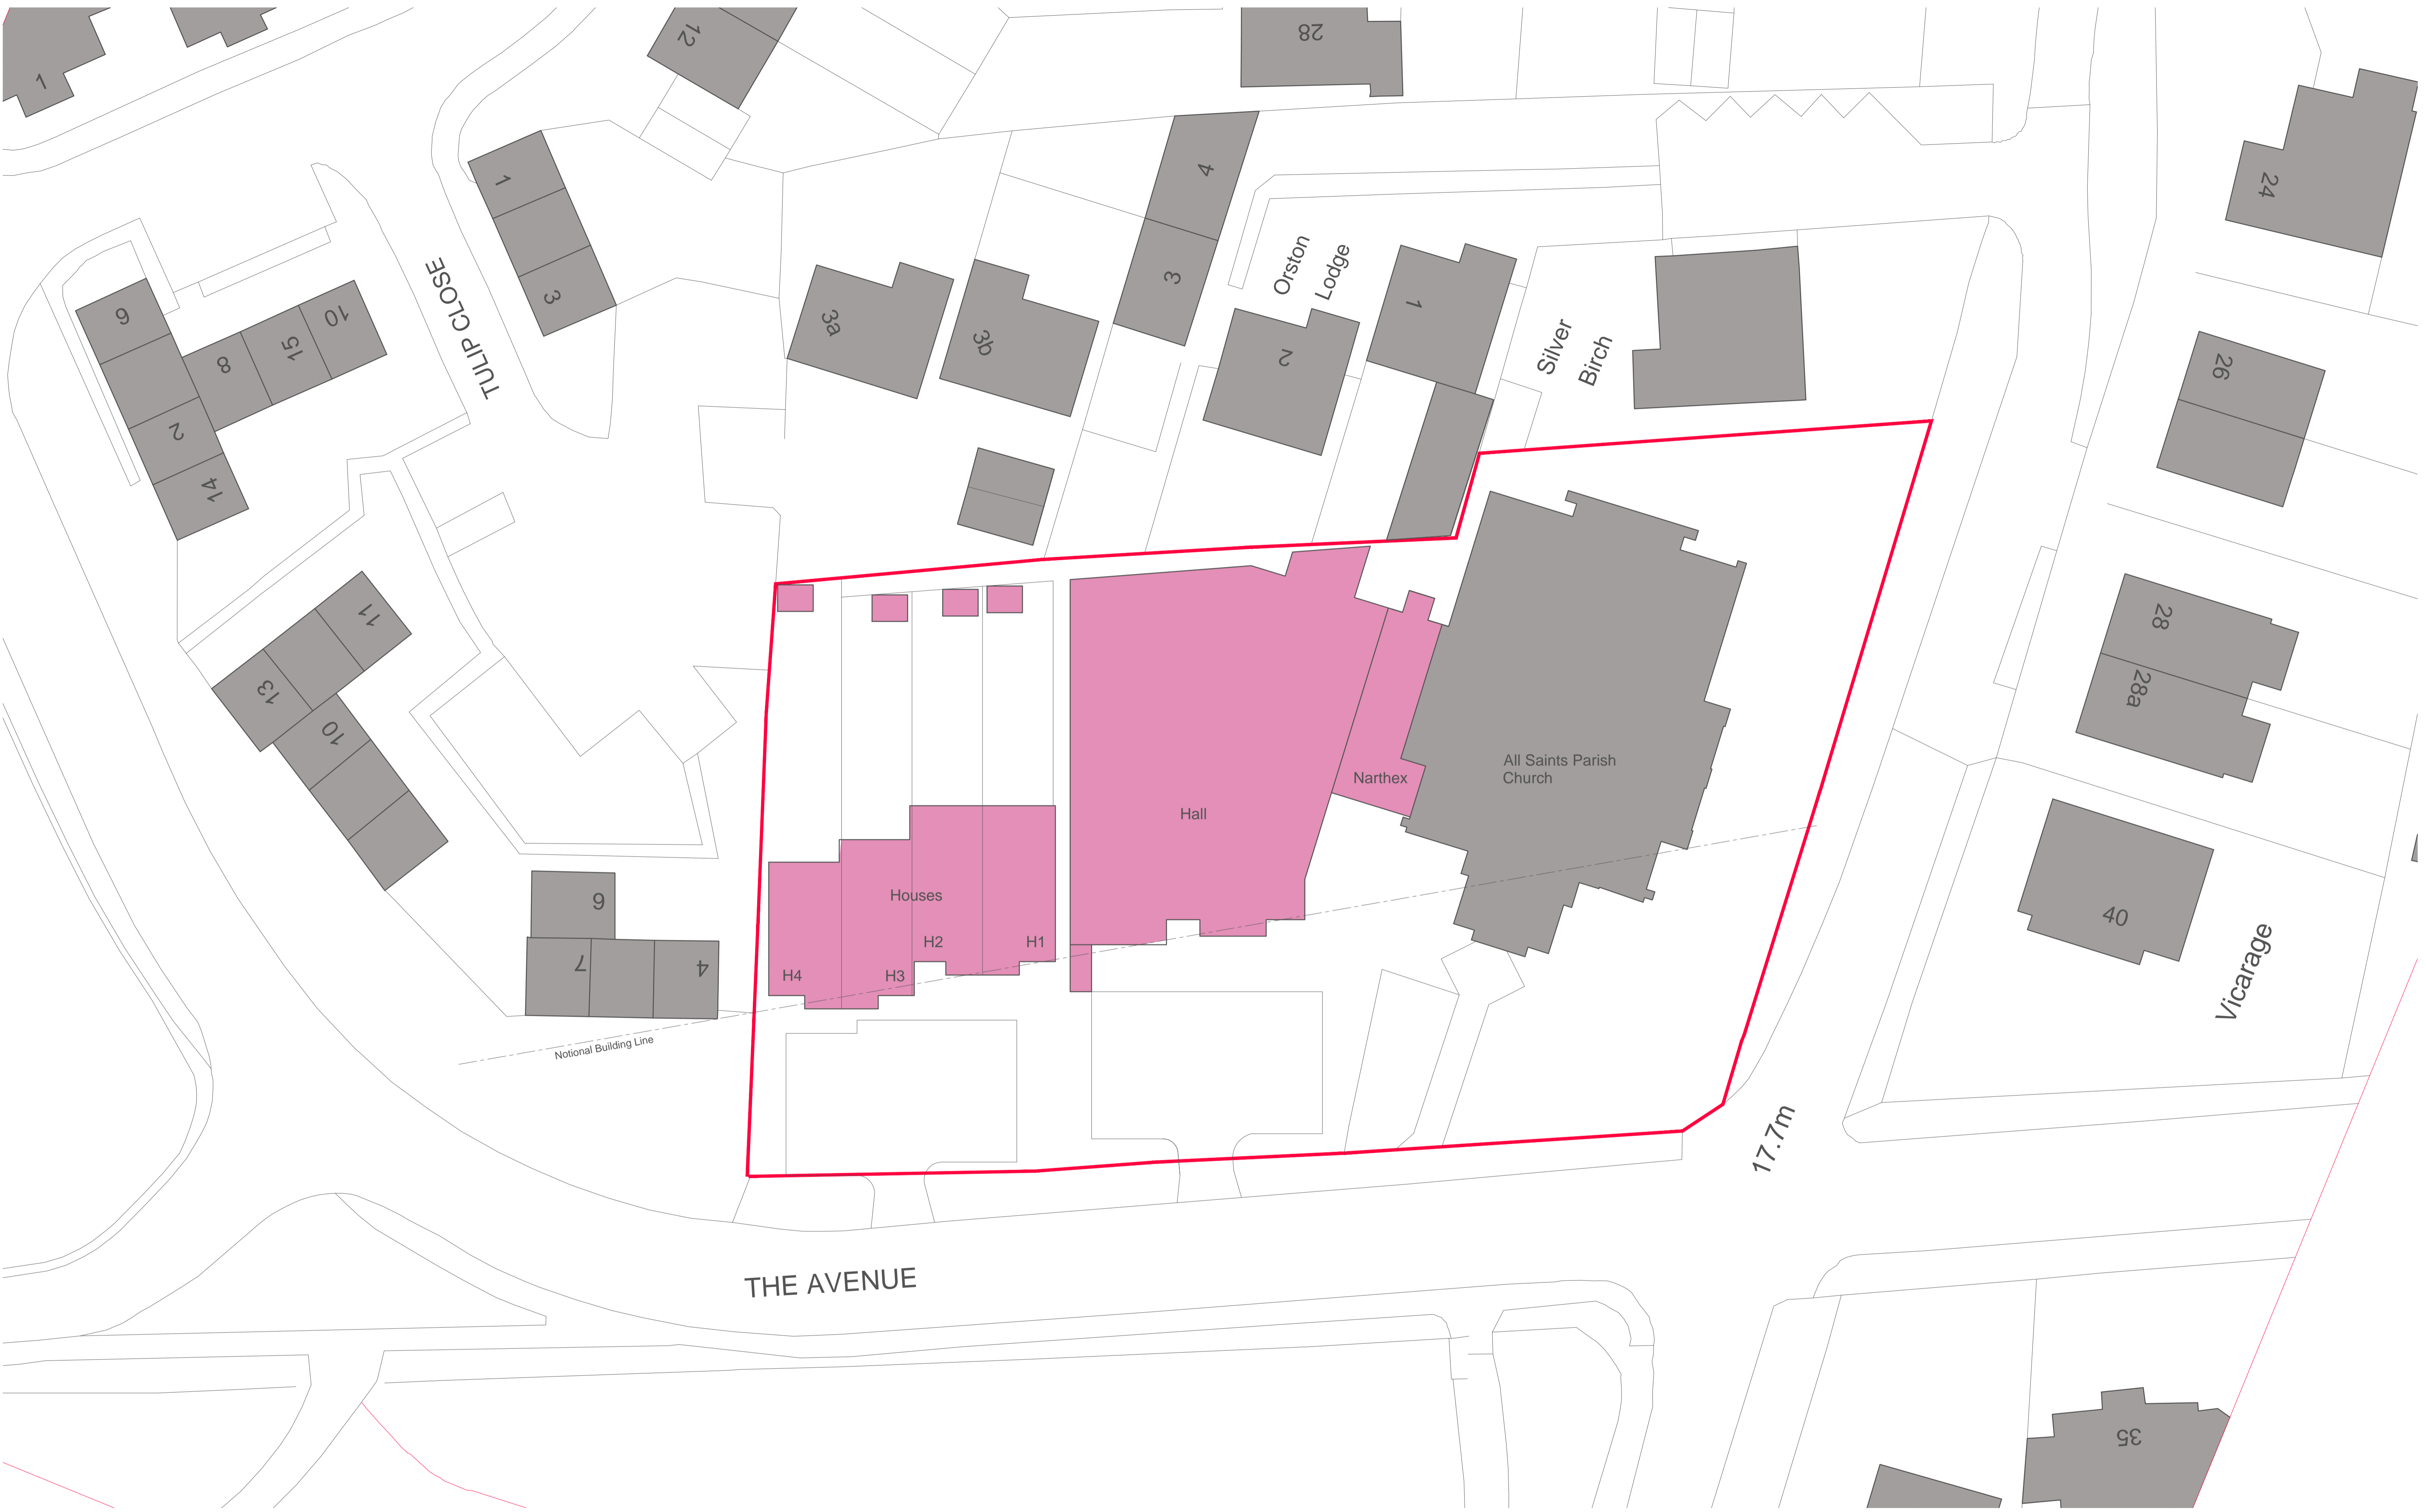 1
12
28
24
1
3
TULIP CLOSE
6
8
15
10
2
14
3a
3b
4
3
Orston
Lodge
2
1
Silver
Birch
26
28
28a
11
13
10
6
7
4
All Saints Parish
Church
Narthex
Hall
Houses
H2
H1
H4
H3
Notional Building Line
40
Vicarage
17.7m
THE AVENUE
35